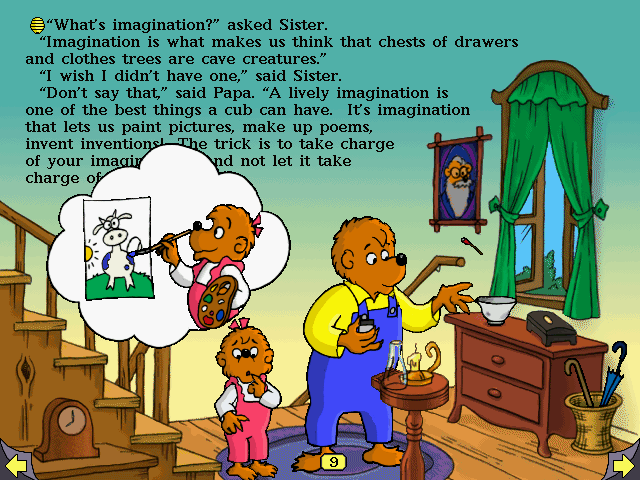 “What’s imagination?” asked Sister.
“Imagination is what makes us think that chests of drawers
and clothes trees are cave creatures.”
“I wish I didn’t have one,” said Sister.
“Don’t say that,” said Papa. “A lively imagination is
one of the best things a cub can have. It’s imagination
that lets us paint pictures, make up poems,
invent inventions! The trick is to take charge
of your and not let it take
charge of
9